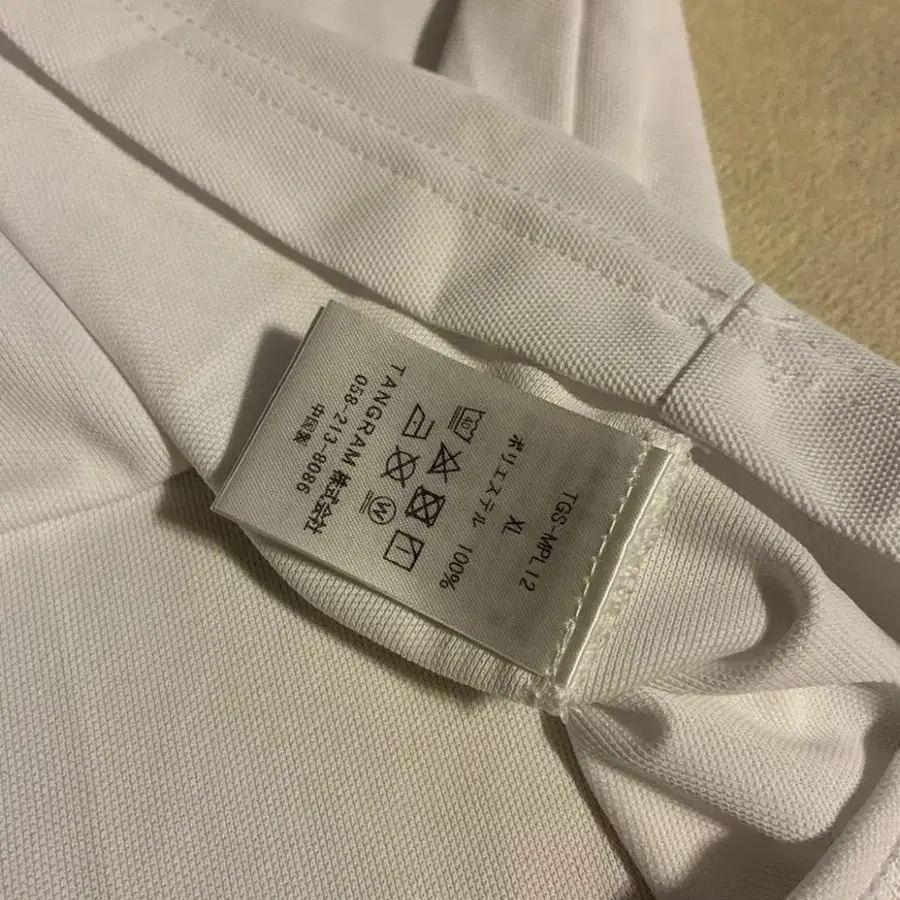 TGS-MPL12
XL
ポリエステル 100%
40
W
TANGRAM 株式会社
058-213-8086
中国製